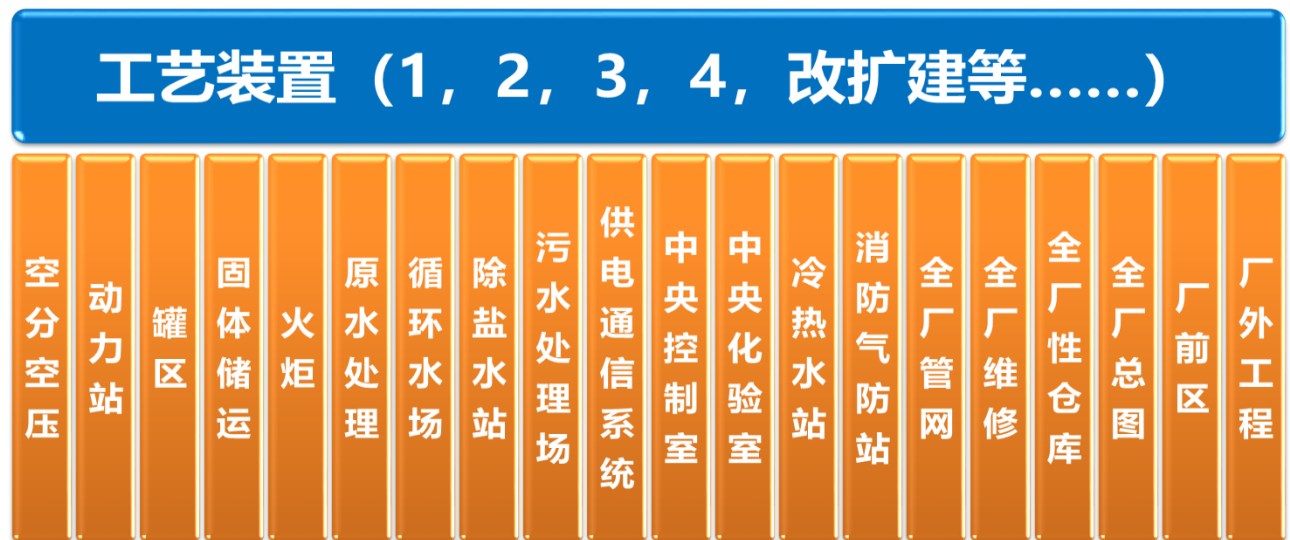 工艺装置（1，2，3，4，改扩建等……）
空分空压
动力站
罐区
固体储运
火炬
原水处理
循环水场
除盐水站
污水处理场
供电通信系统
中央控制室
中央化验室
冷热水站
消防气防站
全厂管网
全厂维修
全厂性仓库
全厂总图
厂前区
厂外工程